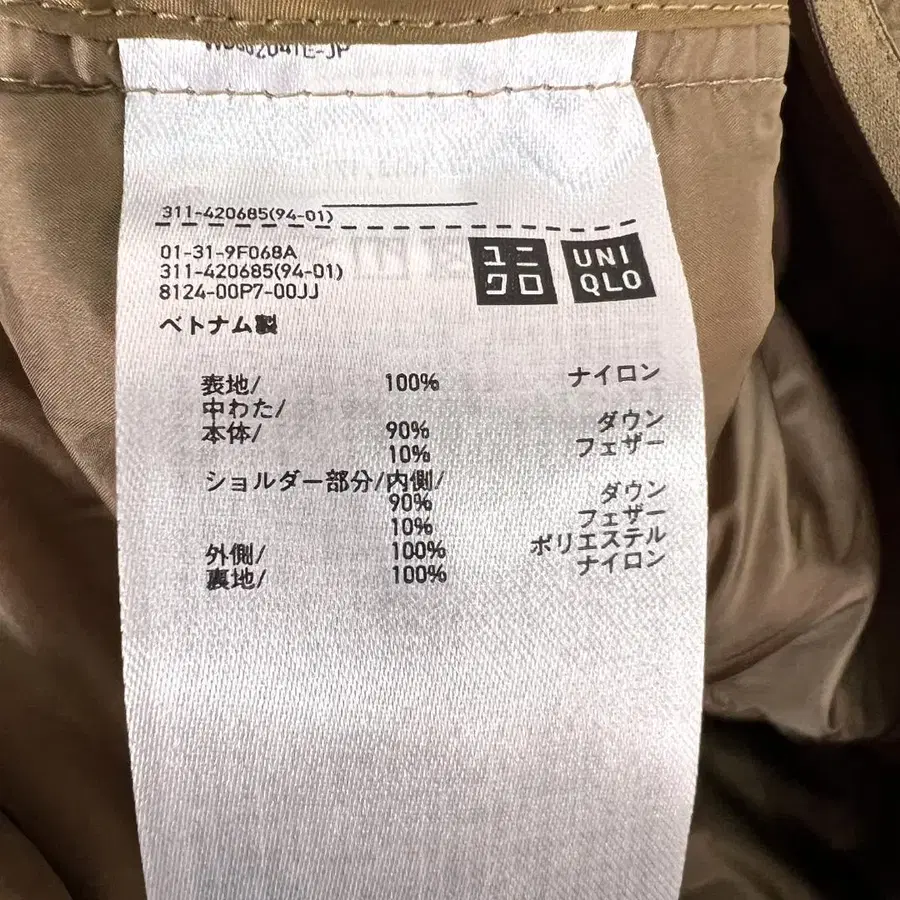 311-420685(94-01)
01-31-9F068A
311-420685(94-01)
8124-00P7-00JJ
ユニクロ
UNIQLO
ベトナム製
表地/ 100% ナイロン
中わた/
本体/ 90% ダウン
10% フェザー
ショルダー部分/内側/
90% ダウン
10% フェザー
外側/ 100% ポリエステル
裏地/ 100% ナイロン